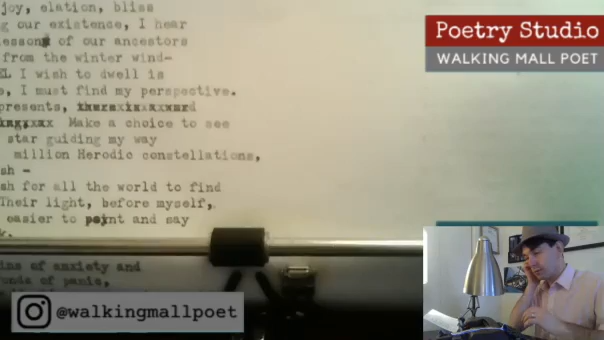 joy, elation, bliss
g our existence, I hear
lessons of our ancestors
from the winter wind-
I wish to dwell is
s, I must find my perspective.
presents,
Make a choice to see
star guiding my way
million Herodic constellations,
sh -
sh for all the world to find
Their light, before myself,
easier to point and say
k.
ins of anxiety and
of panic,
Poetry Studio
WALKING MALL POET
@walkingmallpoet